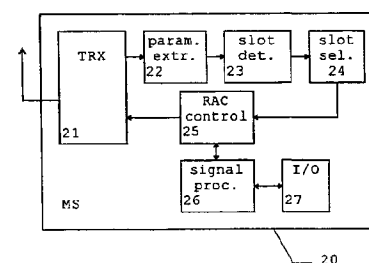 TRX
21
param.
extr.
22
slot
det.
23
slot
sel.
24
RAC
control
25
signal
proc.
26
I/O
27
MS
20